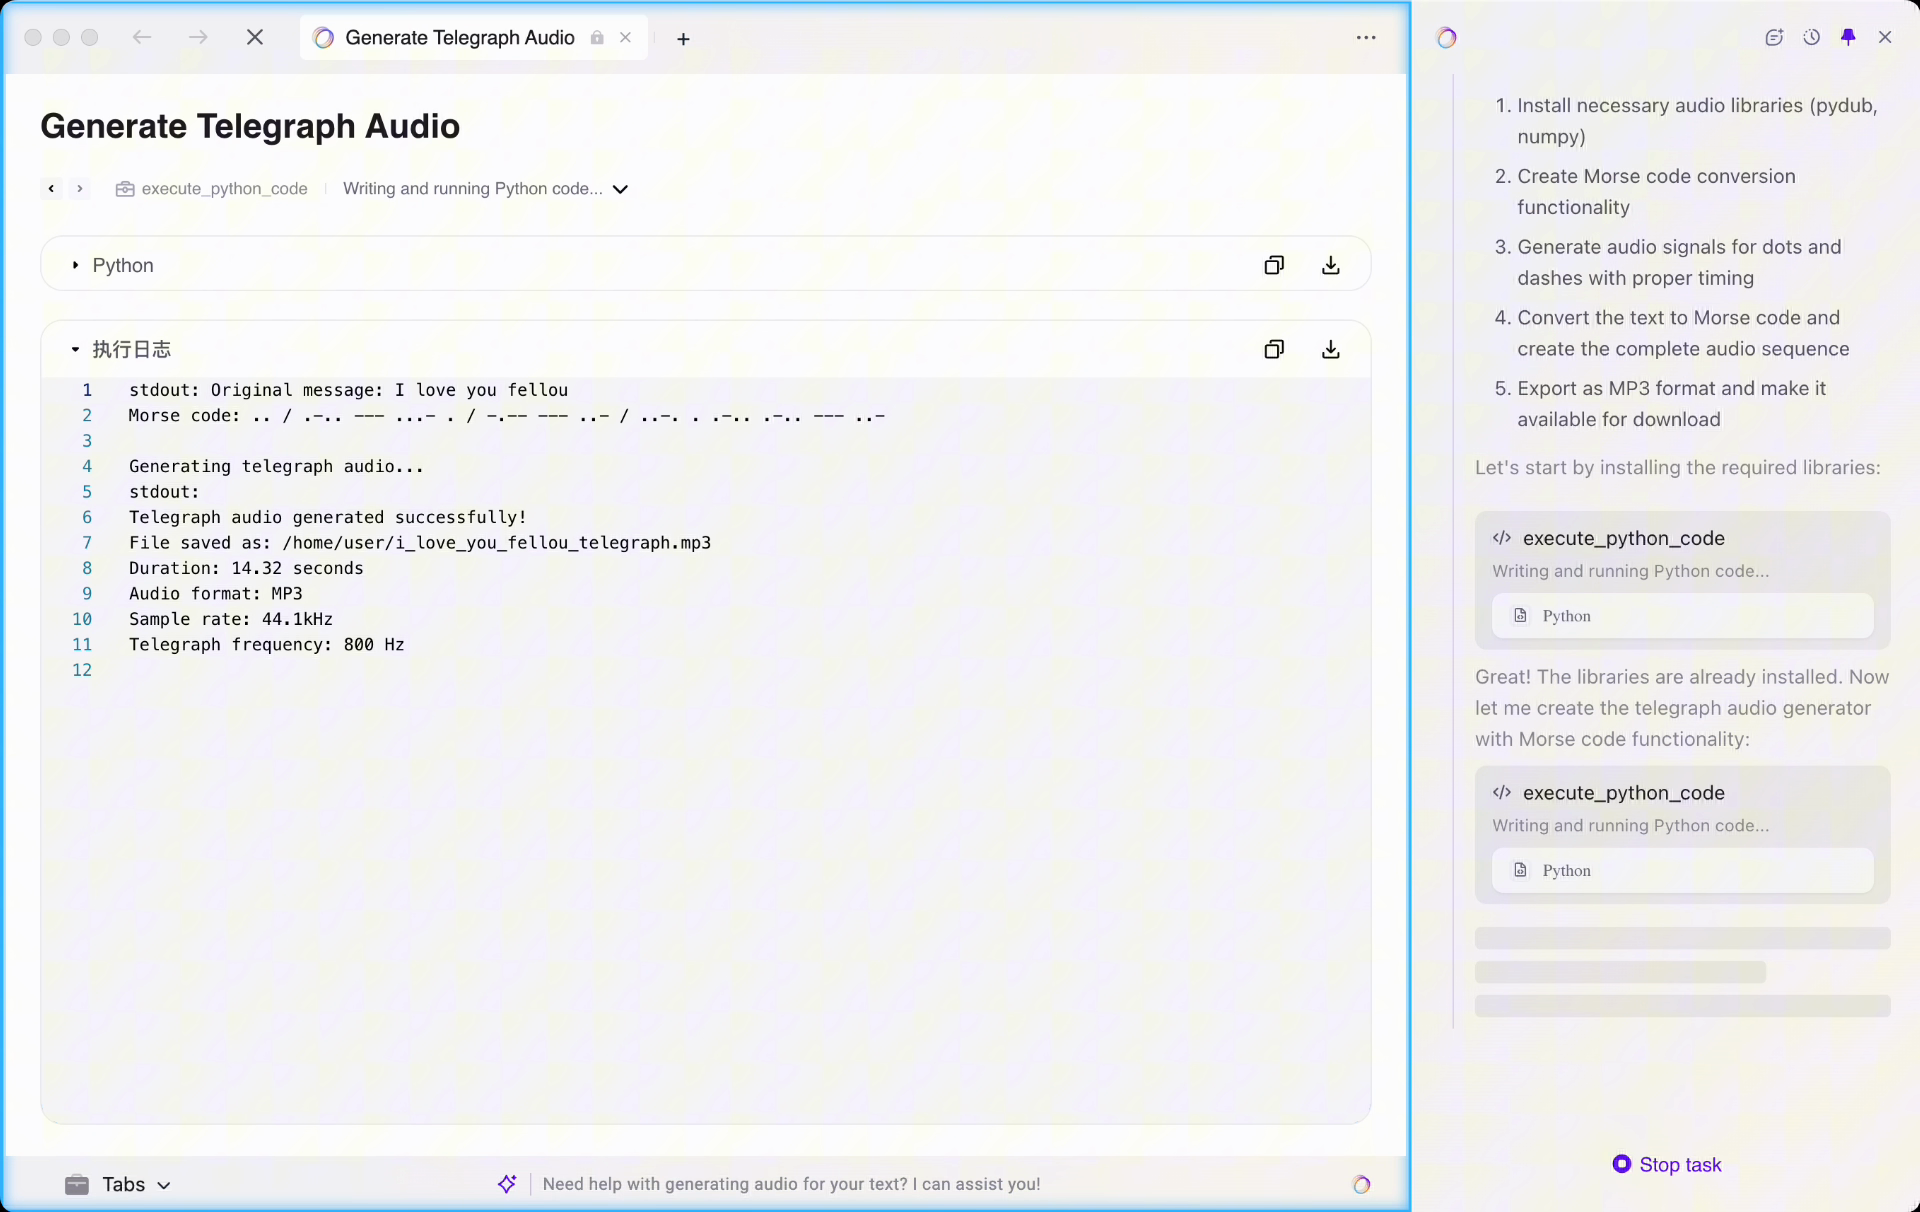 Generate Telegraph Audio
Generate Telegraph Audio
execute_python_code
Writing and running Python code...
Python
执行日志
1 stdout: Original message: I love you fellou
2 Morse code: .. / .-.. --- ...- . / -.-- --- ..- / ..-. . .-.. .-.. --- ..-
3
4 Generating telegraph audio...
5 stdout:
6 Telegraph audio generated successfully!
7 File saved as: /home/user/i_love_you_fellou_telegraph.mp3
8 Duration: 14.32 seconds
9 Audio format: MP3
10 Sample rate: 44.1kHz
11 Telegraph frequency: 800 Hz
12
Tabs
Need help with generating audio for your text? I can assist you!
1. Install necessary audio libraries (pydub,
numpy)
2. Create Morse code conversion
functionality
3. Generate audio signals for dots and
dashes with proper timing
4. Convert the text to Morse code and
create the complete audio sequence
5. Export as MP3 format and make it
available for download
Let's start by installing the required libraries:
execute_python_code
Writing and running Python code...
Python
Great! The libraries are already installed. Now
let me create the telegraph audio generator
with Morse code functionality:
execute_python_code
Writing and running Python code...
Python
Stop task